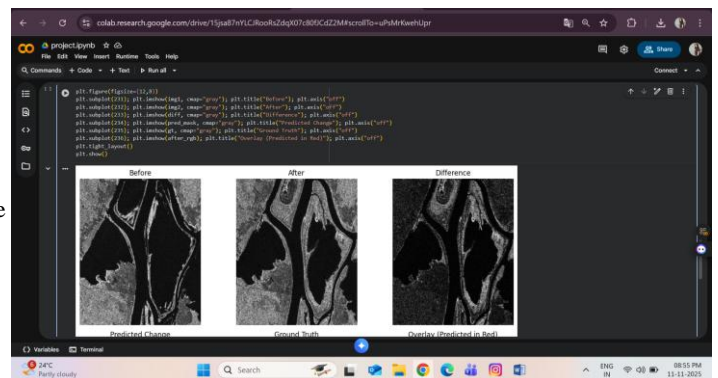 colab.research.google.com/drive/15jsa87nYLCJRooRsZdqX07c80fJCdZ2M#scrollTo=uPsMrKwehUpr
project.ipynb
File Edit View Insert Runtime Tools Help
Share
Commands + Code + Text Run all
Connect
plt.figure(figsize=(12,8))
plt.subplot(231); plt.imshow(img1, cmap="gray"); plt.title("Before"); plt.axis("off")
plt.subplot(232); plt.imshow(img2, cmap="gray"); plt.title("After"); plt.axis("off")
plt.subplot(233); plt.imshow(diff, cmap="gray"); plt.title("Difference"); plt.axis("off")
plt.subplot(234); plt.imshow(pred_mask, cmap="gray"); plt.title("Predicted Change"); plt.axis("off")
plt.subplot(235); plt.imshow(gt, cmap="gray"); plt.title("Ground Truth"); plt.axis("off")
plt.subplot(236); plt.imshow(after_rgb); plt.title("Overlay (Predicted in Red)"); plt.axis("off")
plt.tight_layout()
plt.show()
Before After Difference
e
Predicted Change Ground Truth Overlay (Predicted in Red)
Variables Terminal
24°C
Partly cloudy
Search
ENG
IN
08:55 PM
11-11-2025